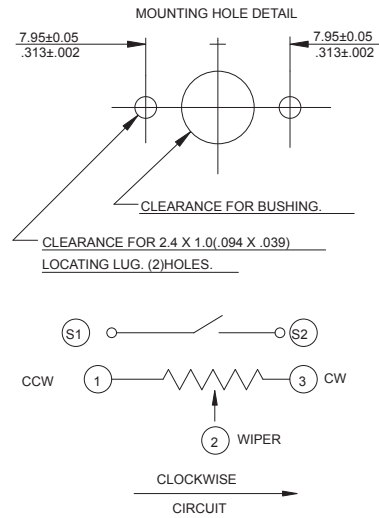 MOUNTING HOLE DETAIL
7.95±0.05
.313±.002
7.95±0.05
.313±.002
CLEARANCE FOR BUSHING.
CLEARANCE FOR 2.4 X 1.0(.094 X .039)
LOCATING LUG. (2)HOLES.
S1 S2
CCW 1 3 CW
2 WIPER
CLOCKWISE
CIRCUIT